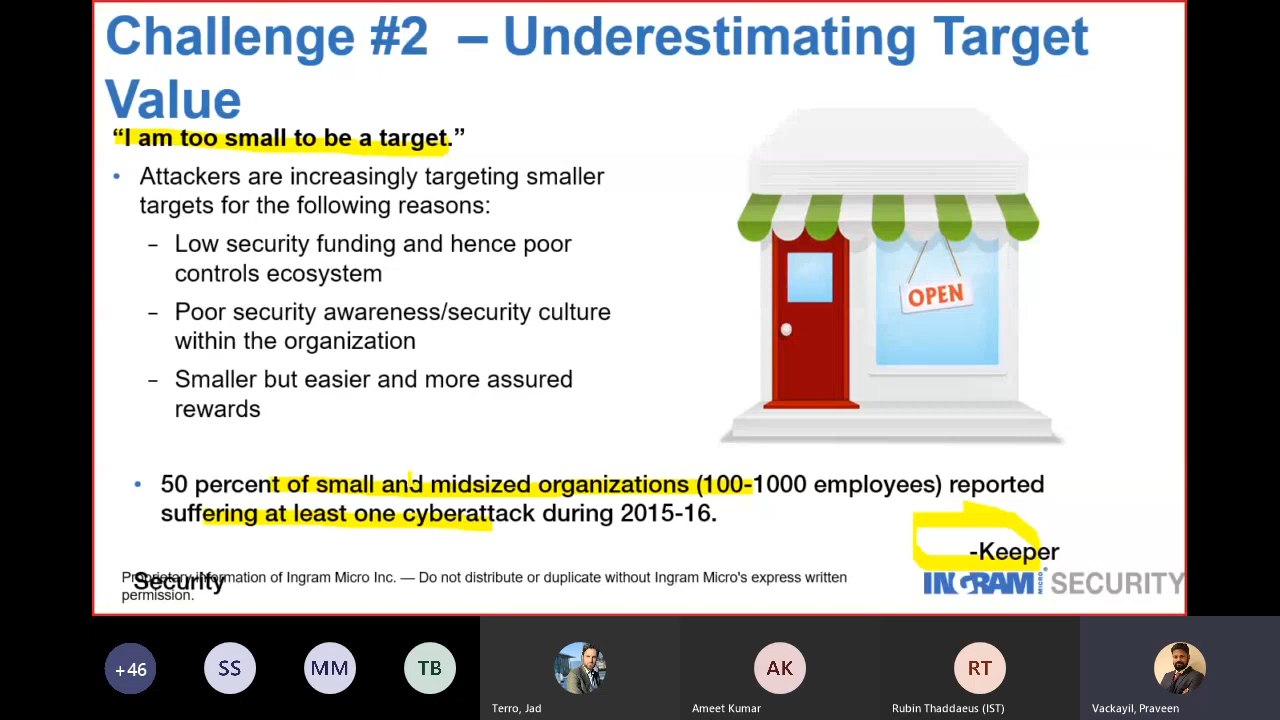 Challenge #2 – Underestimating Target
Value
“I am too small to be a target.”
• Attackers are increasingly targeting smaller
targets for the following reasons:
– Low security funding and hence poor
controls ecosystem
– Poor security awareness/security culture
within the organization
– Smaller but easier and more assured
rewards
OPEN
• 50 percent of small and midsized organizations (100-1000 employees) reported
suffering at least one cyberattack during 2015-16.
-Keeper
Security
Proprietary Information of Ingram Micro Inc. — Do not distribute or duplicate without Ingram Micro's express written
permission.
INGRAM MICRO® SECURITY
+46
SS
MM
TB
AK
RT
Terro, Jad
Ameet Kumar
Rubin Thaddaeus (IST)
Vackayil, Praveen